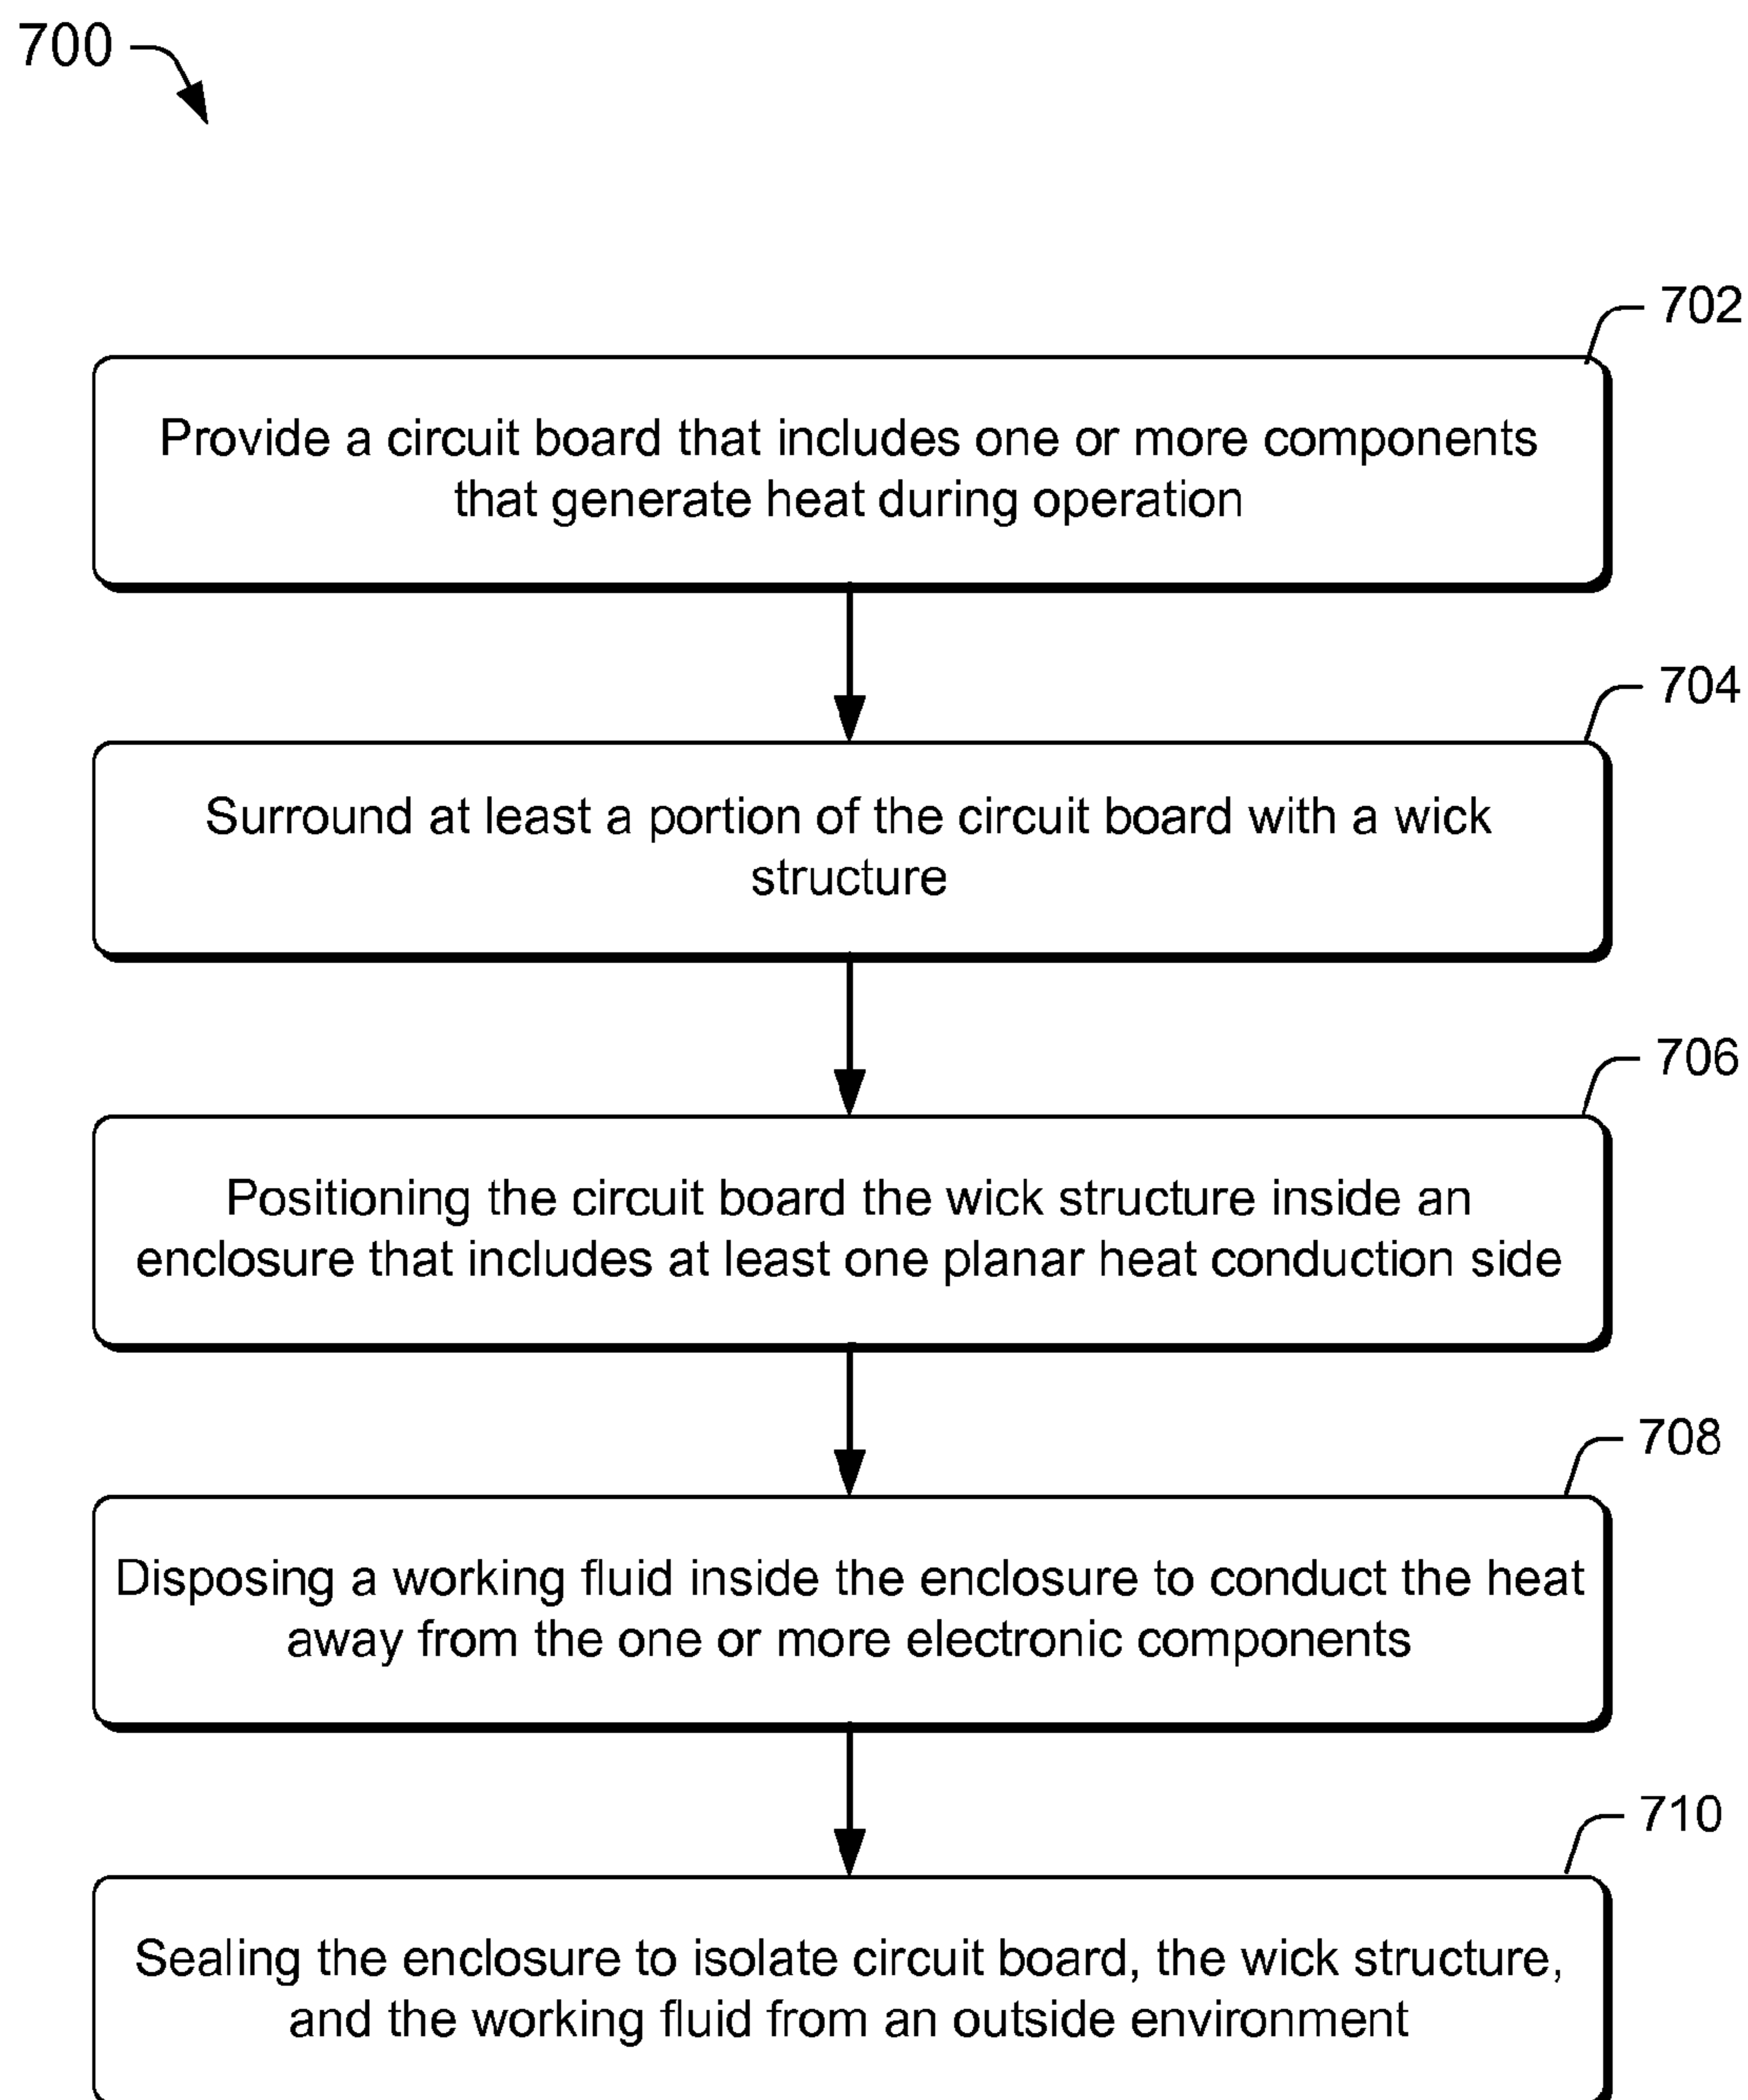 700
702
Provide a circuit board that includes one or more components
that generate heat during operation
704
Surround at least a portion of the circuit board with a wick
structure
706
Positioning the circuit board the wick structure inside an
enclosure that includes at least one planar heat conduction side
708
Disposing a working fluid inside the enclosure to conduct the heat
away from the one or more electronic components
710
Sealing the enclosure to isolate circuit board, the wick structure,
and the working fluid from an outside environment